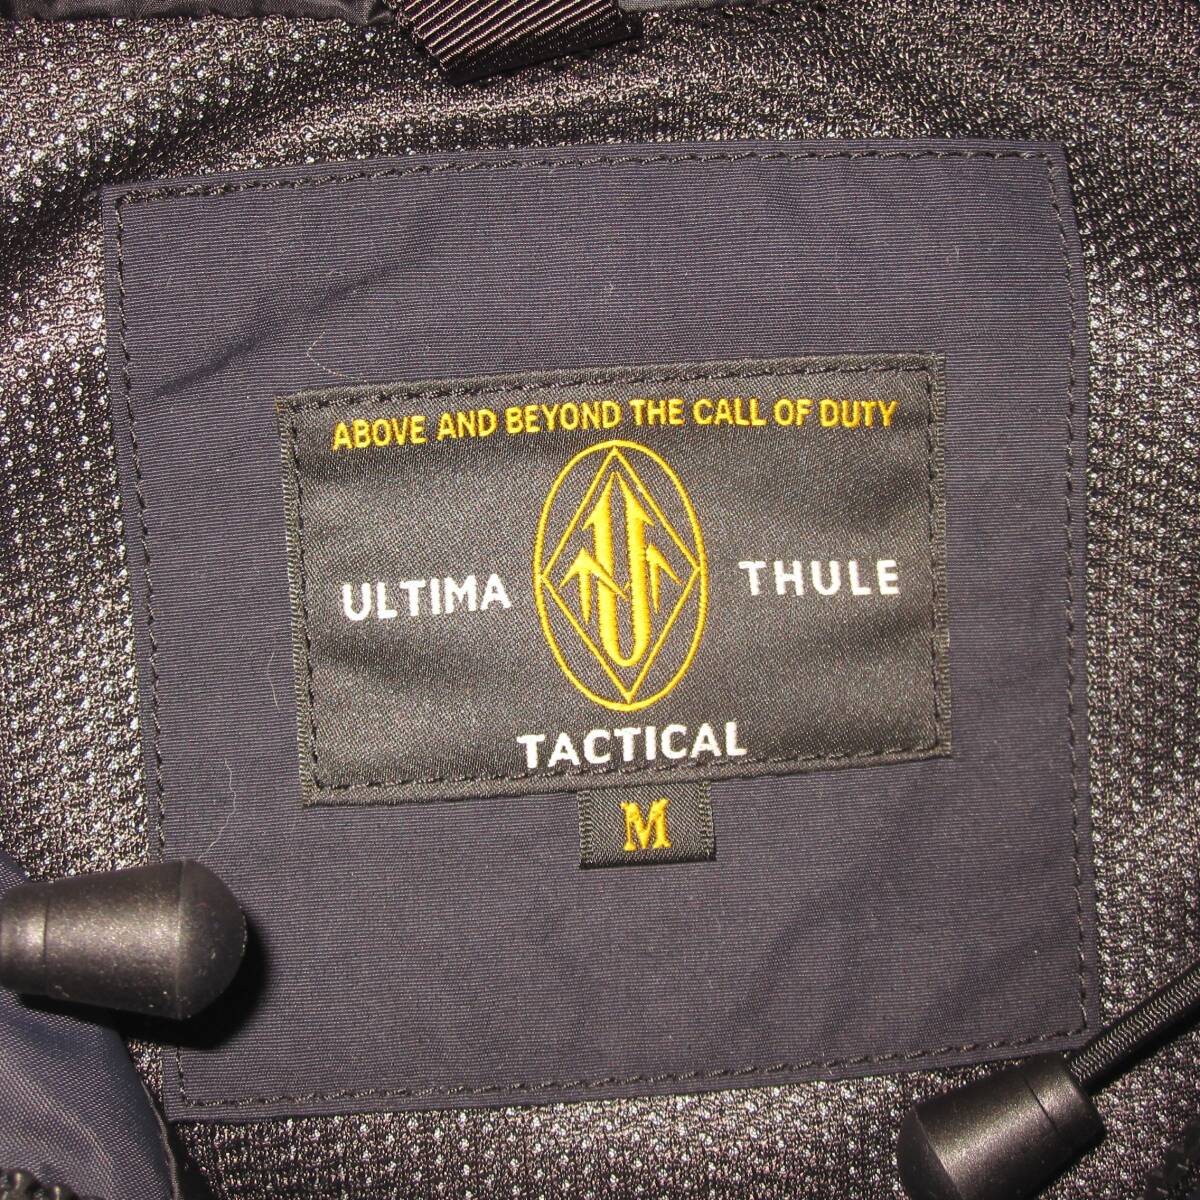 ABOVE AND BEYOND THE CALL OF DUTY
ULTIMA THULE
TACTICAL
M